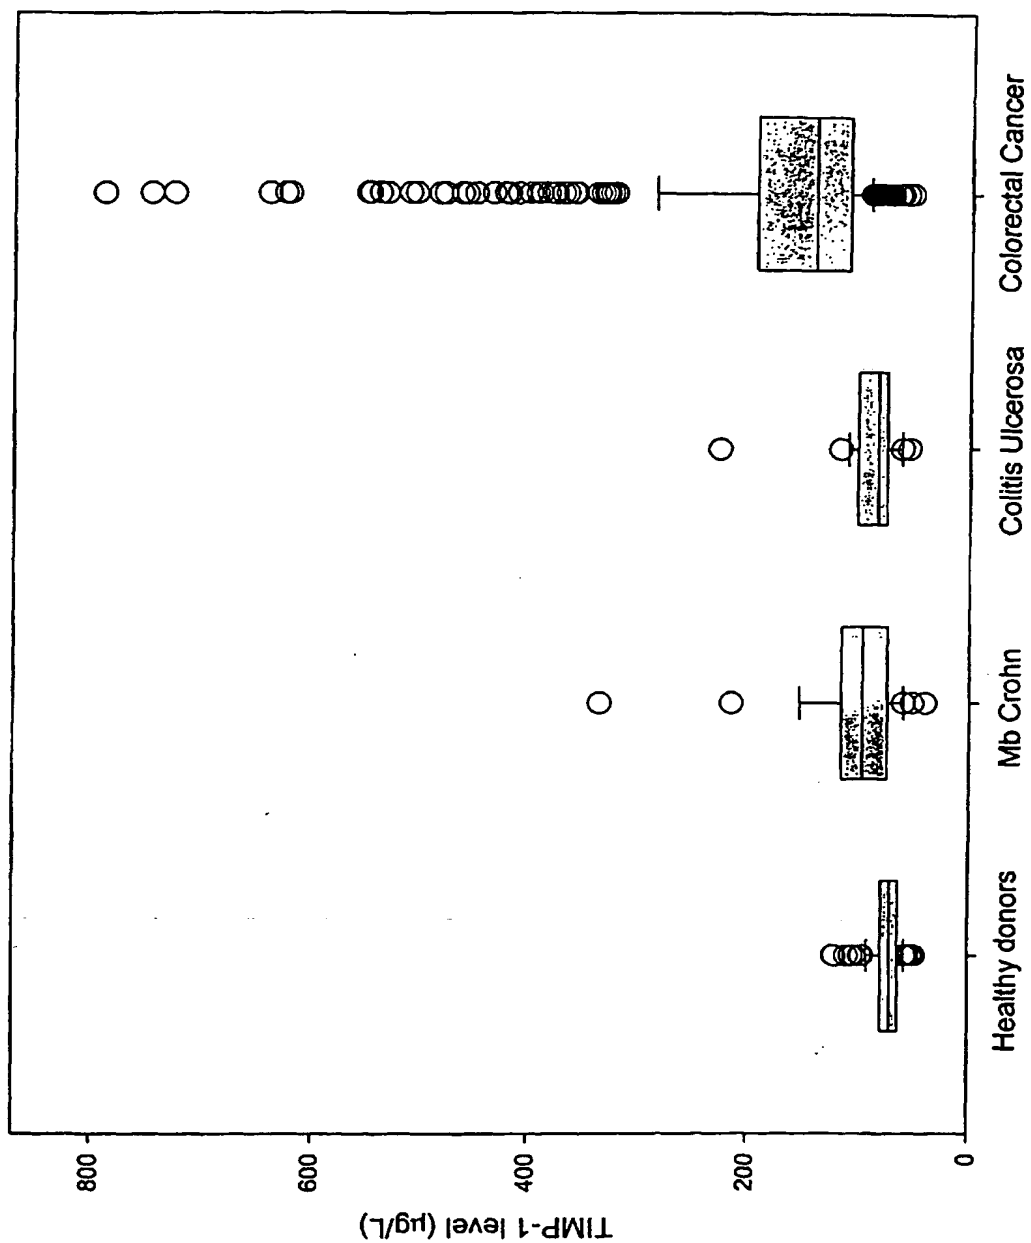 TIMP-1 level (µg/L)
800
600
400
200
0
Healthy donors
Mb Crohn
Colitis Ulcerosa
Colorectal Cancer